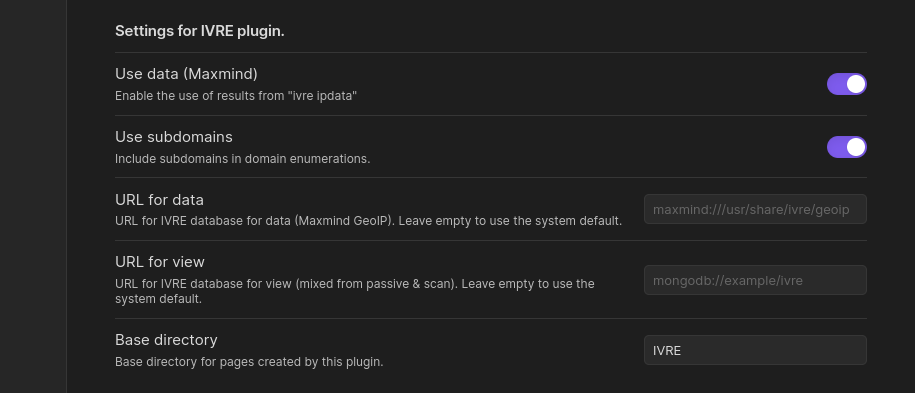 Settings for IVRE plugin.
Use data (Maxmind)
Enable the use of results from "ivre ipdata"
Use subdomains
Include subdomains in domain enumerations.
URL for data
URL for IVRE database for data (Maxmind GeoIP). Leave empty to use the system default.
maxmind:///usr/share/ivre/geoip
URL for view
URL for IVRE database for view (mixed from passive & scan). Leave empty to use the
system default.
mongodb://example/ivre
Base directory
Base directory for pages created by this plugin.
IVRE